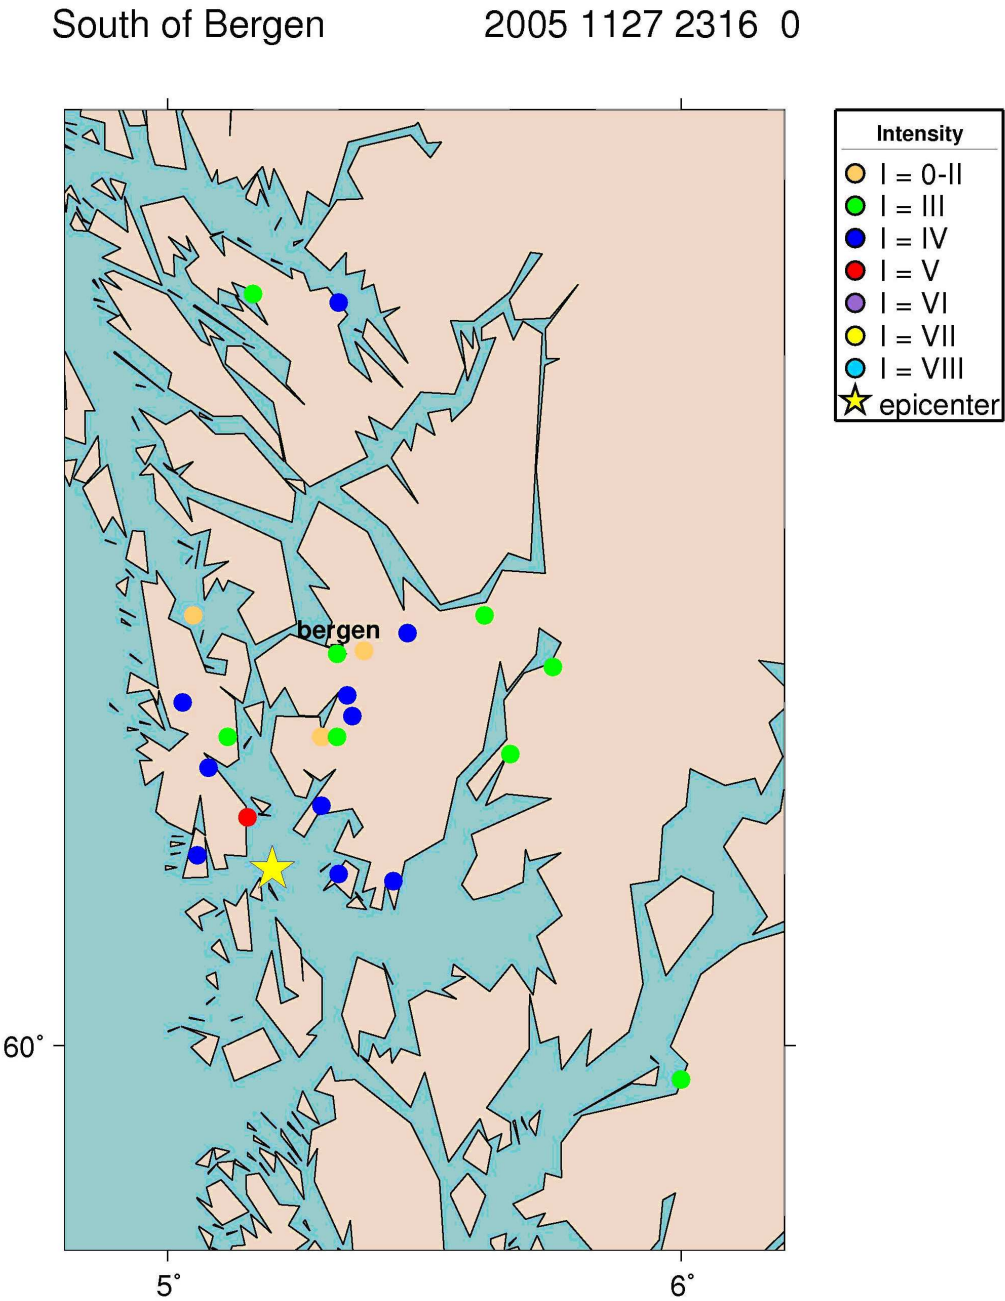 South of Bergen 2005 1127 2316 0
Intensity
I = 0-II
I = III
I = IV
I = V
I = VI
I = VII
I = VIII
epicenter
bergen
60°
5° 6°